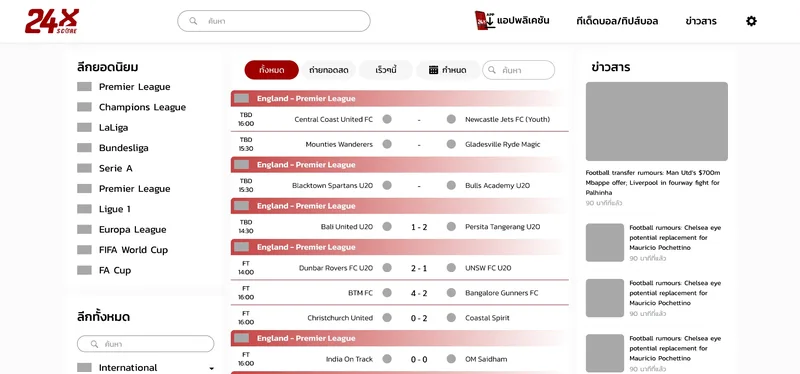 24X
SCORE
ค้นหา
24X
APP
แอปพลิเคชัน
ทีเด็ดบอล/ทิปส์บอล
ข่าวสาร
ลีกยอดนิยม
Premier League
Champions League
LaLiga
Bundesliga
Serie A
Premier League
Ligue 1
Europa League
FIFA World Cup
FA Cup
ลีกทั้งหมด
ค้นหา
International
ทั้งหมด
ถ่ายทอดสด
เร็วๆนี้
กำหนด
ค้นหา
England - Premier League
TBD
16:00
Central Coast United FC
-
Newcastle Jets FC (Youth)
TBD
15:30
Mounties Wanderers
-
Gladesville Ryde Magic
England - Premier League
TBD
15:30
Blacktown Spartans U20
-
Bulls Academy U20
England - Premier League
TBD
14:30
Bali United U20
1 - 2
Persita Tangerang U20
England - Premier League
FT
14:00
Dunbar Rovers FC U20
2 - 1
UNSW FC U20
FT
16:00
BTM FC
4 - 2
Bangalore Gunners FC
FT
16:00
Christchurch United
0 - 2
Coastal Spirit
England - Premier League
FT
16:00
India On Track
0 - 0
OM Saidham
ข่าวสาร
Football transfer rumours: Man Utd's $700m
Mbappe offer; Liverpool in fourway fight for
Palhinha
90 นาทีที่แล้ว
Football rumours: Chelsea eye
potential replacement for
Mauricio Pochettino
90 นาทีที่แล้ว
Football rumours: Chelsea eye
potential replacement for
Mauricio Pochettino
90 นาทีที่แล้ว
Football rumours: Chelsea eye
potential replacement for
Mauricio Pochettino
90 นาทีที่แล้ว